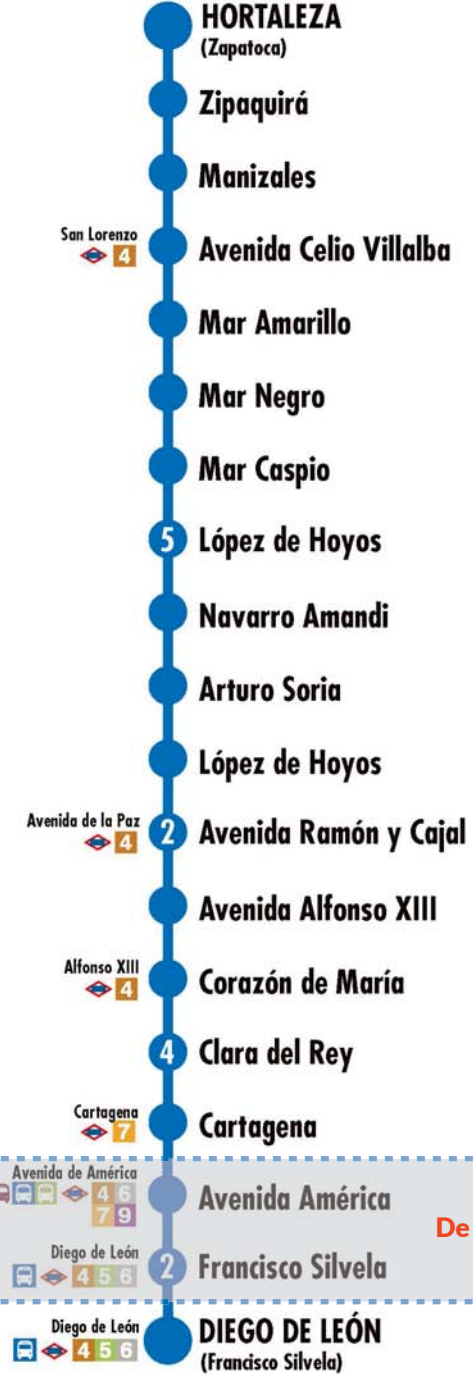 HORTALEZA
(Zapatoca)
Zipaquirá
Manizales
San Lorenzo
4
Avenida Celio Villalba
Mar Amarillo
Mar Negro
Mar Caspio
5 López de Hoyos
Navarro Amandi
Arturo Soria
López de Hoyos
Avenida de la Paz
4
2 Avenida Ramón y Cajal
Avenida Alfonso XIII
Alfonso XIII
4
Corazón de María
4 Clara del Rey
Cartagena
7
Cartagena
Avenida de América
4 6
7 9
Avenida América
De
Diego de León
4 5 6
2 Francisco Silvela
Diego de León
4 5 6
DIEGO DE LEÓN
(Francisco Silvela)